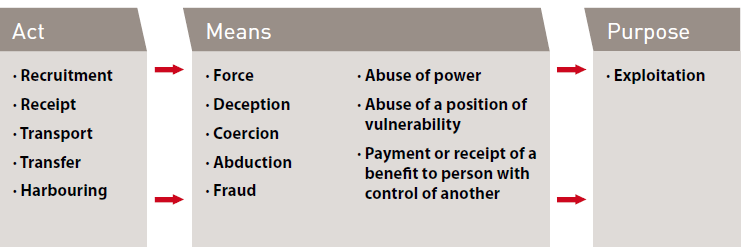 Act
· Recruitment
· Receipt
· Transport
· Transfer
· Harbouring
Means
· Force
· Deception
· Coercion
· Abduction
· Fraud
· Abuse of power
· Abuse of a position of
vulnerability
· Payment or receipt of a
benefit to person with
control of another
Purpose
· Exploitation